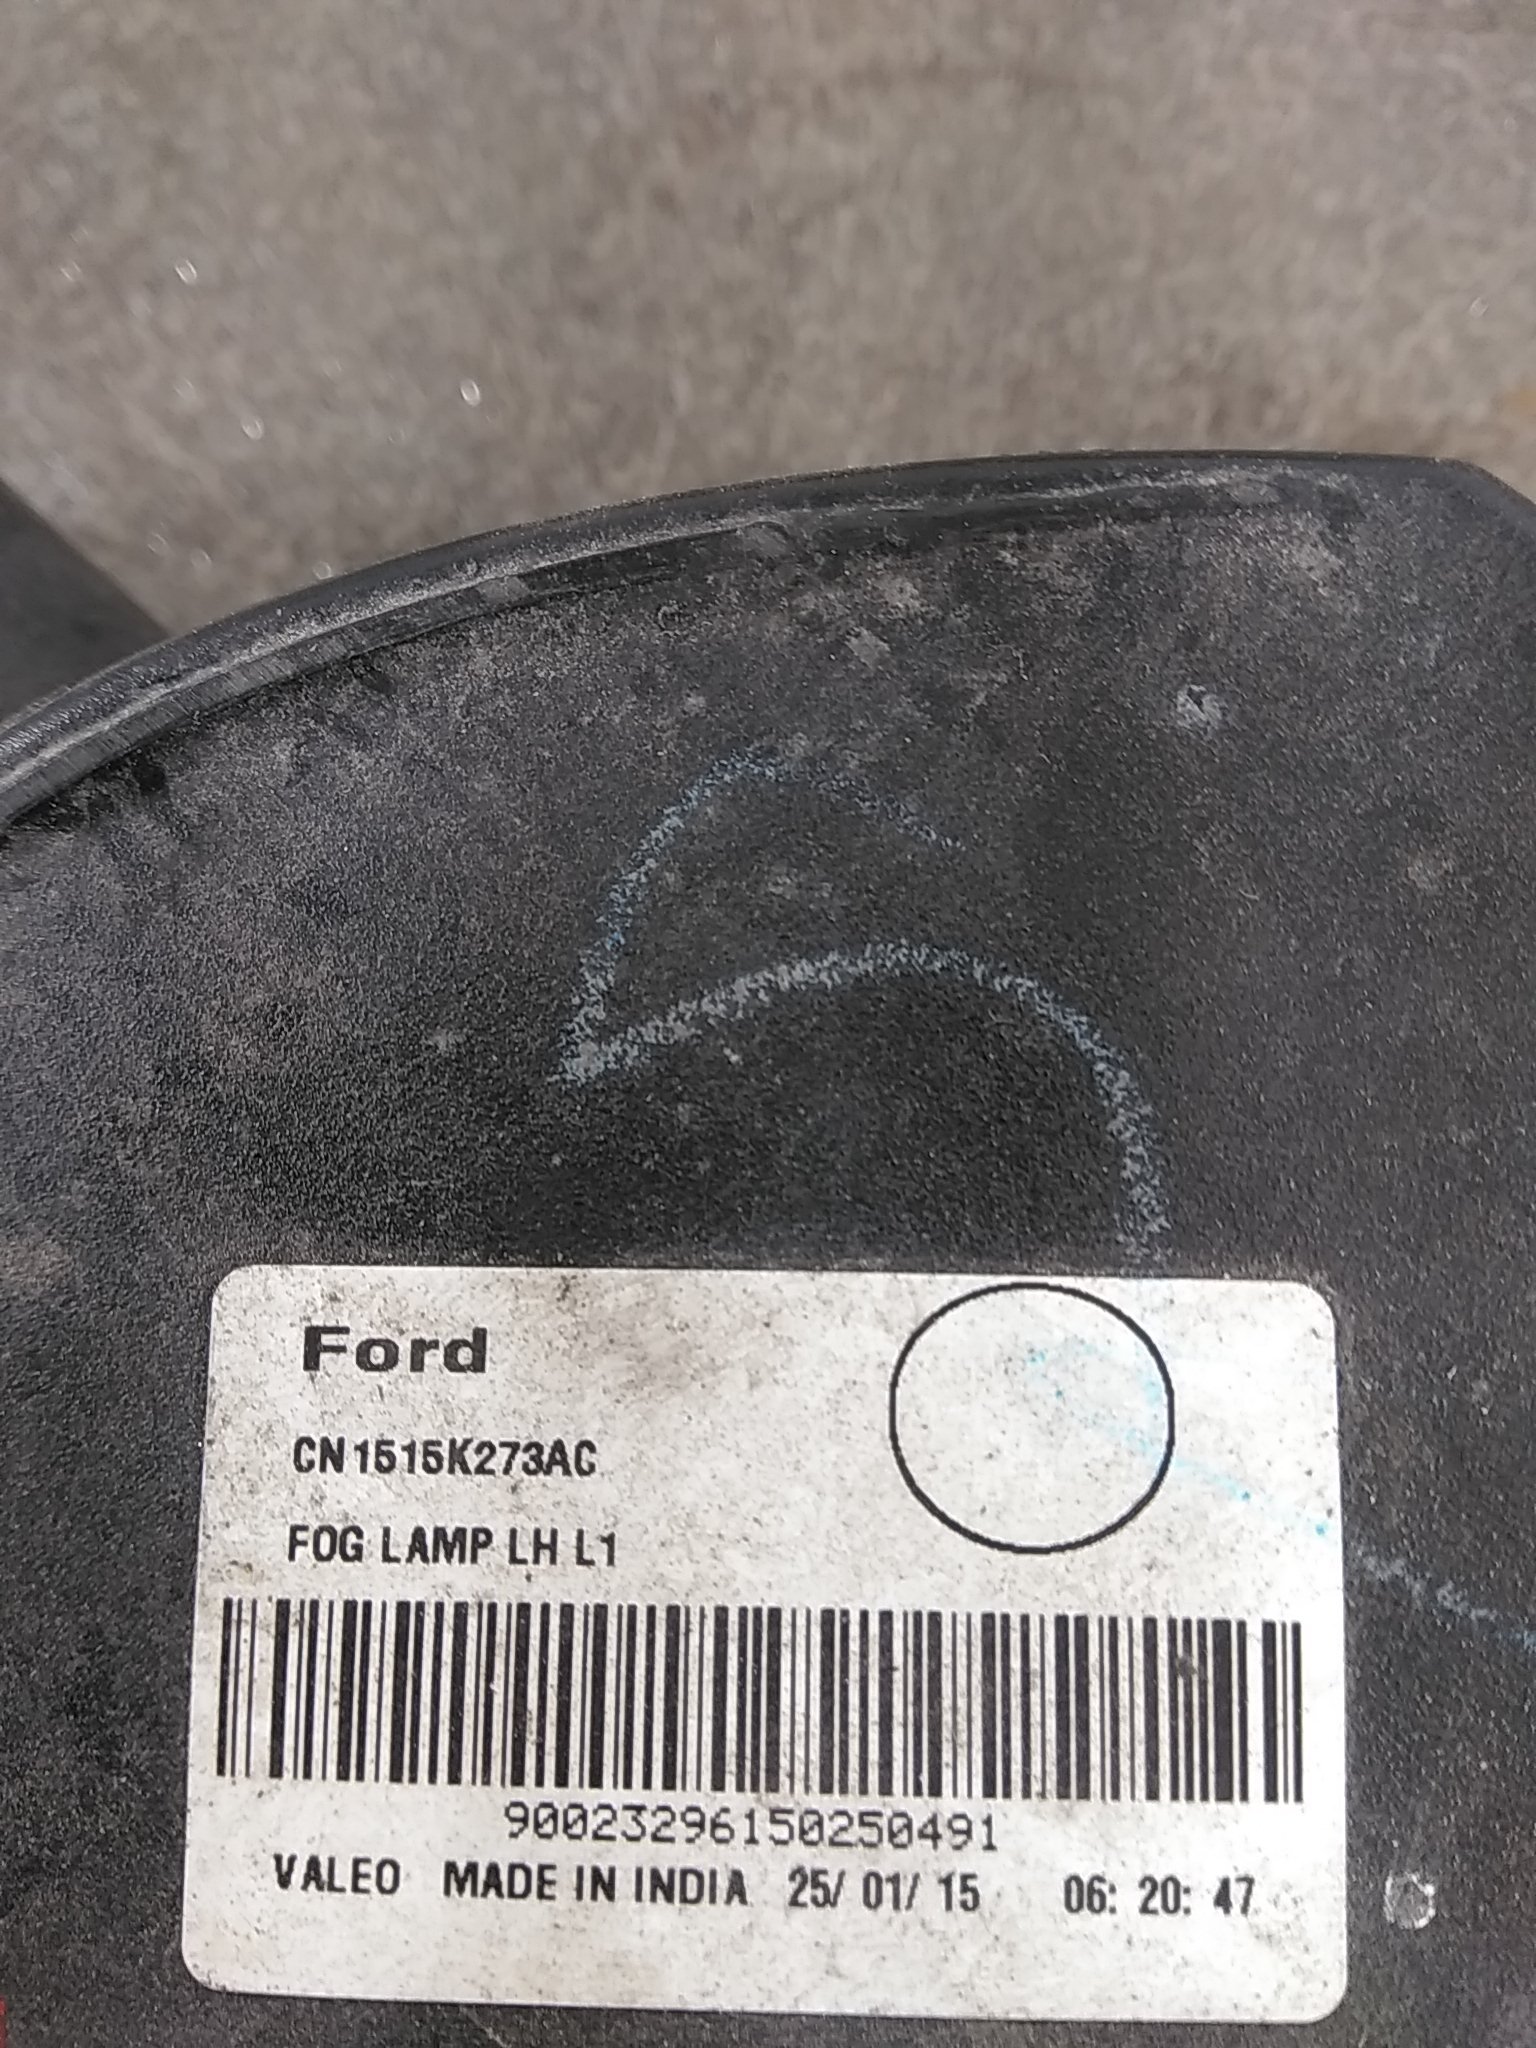 Ford
CN1515K273AC
FOG LAMP LH L1
90023296150250491
VALEO MADE IN INDIA 25/ 01/ 15 06: 20: 47